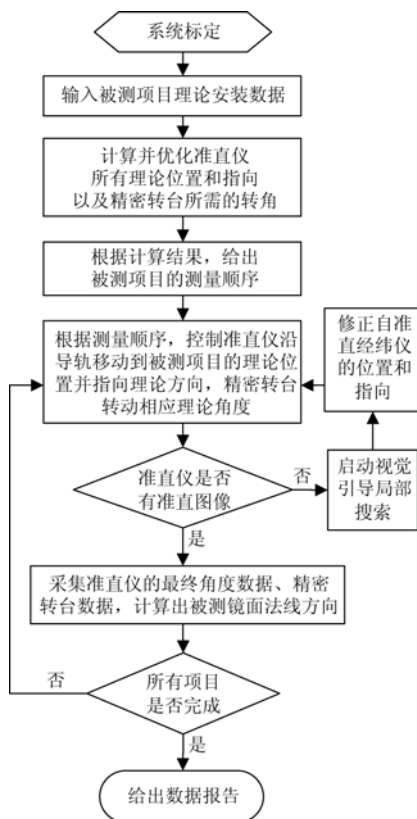 系统标定
输入被测项目理论安装数据
计算并优化准直仪
所有理论位置和指向
以及精密转台所需的转角
根据计算结果，给出
被测项目的测量顺序
根据测量顺序，控制准直仪沿
导轨移动到被测项目的理论位
置并指向理论方向，精密转台
转动相应理论角度
修正自准
直经纬仪
的位置和
指向
准直仪是否
有准直图像
否
启动视觉
引导局部
搜索
是
采集准直仪的最终角度数据、精密
转台数据，计算出被测镜面法线方向
否
所有项目
是否完成
是
给出数据报告